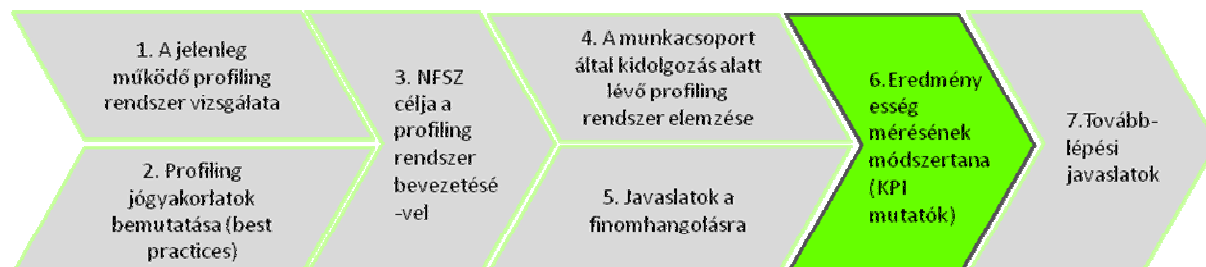 1. A jelenleg
működő profiling
rendszer vizsgálata
2. Profiling
jógyakorlatok
bemutatása (best
practices)
3. NFSZ
célja a
profiling
rendszer
bevezetésé
-vel
4. A munkacsoport
által kidolgozás alatt
lévő profiling
rendszer elemzése
5. Javaslatok a
finomhangolásra
6.Eredmény
esség
mérésének
módszertana
(KPI
mutatók)
7.Tovább-
lépési
javaslatok